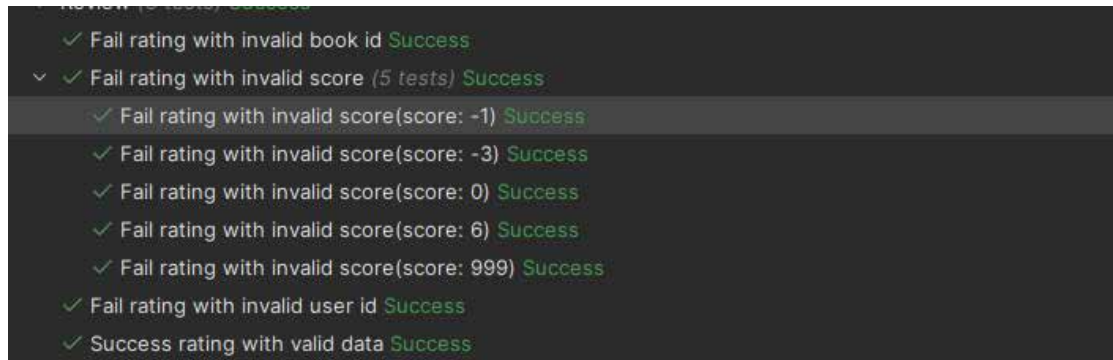 Fail rating with invalid book id Success
Fail rating with invalid score (5 tests) Success
Fail rating with invalid score(score: -1) Success
Fail rating with invalid score(score: -3) Success
Fail rating with invalid score(score: 0) Success
Fail rating with invalid score(score: 6) Success
Fail rating with invalid score(score: 999) Success
Fail rating with invalid user id Success
Success rating with valid data Success